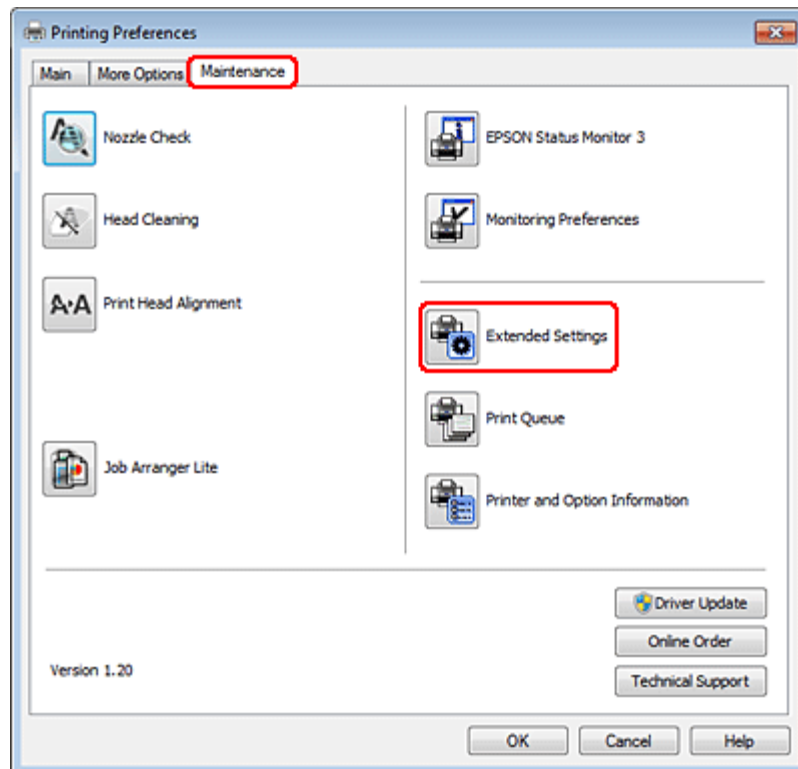 Printing Preferences
Main
More Options
Maintenance
Nozzle Check
Head Cleaning
A·A Print Head Alignment
Job Arranger Lite
EPSON Status Monitor 3
Monitoring Preferences
Extended Settings
Print Queue
Printer and Option Information
Version 1.20
Driver Update
Online Order
Technical Support
OK
Cancel
Help